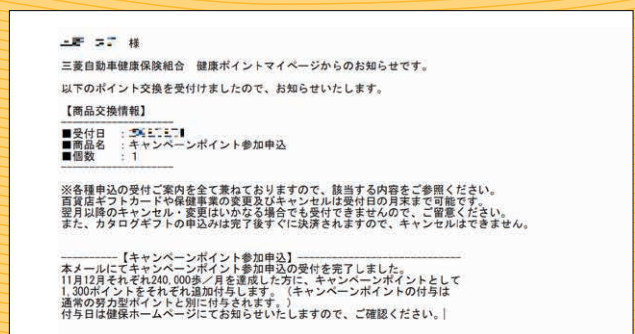 様
三菱自動車健康保険組合 健康ポイントマイページからのお知らせです。
以下のポイント交換を受付けましたので、お知らせいたします。
【商品交換情報】
--------------------
■受付日 :
■商品名 : キャンペーンポイント参加申込
■個数 : 1
--------------------
※各種申込の受付ご案内を全て兼ねておりますので、該当する内容をご参照ください。
百貨店ギフトカードや保健事業の変更及びキャンセルは受付日の月末まで可能です。
翌月以降のキャンセル・変更はいかなる場合でも受付できませんので、ご留意ください。
また、カタログギフトの申込みは完了後すぐに決済されますので、キャンセルはできません。
----------【キャンペーンポイント参加申込】------------------------------
本メールにてキャンペーンポイント参加申込の受付を完了しました。
11月12月それぞれ240,000歩/月を達成した方に、キャンペーンポイントとして
1,300ポイントをそれぞれ追加付与します。(キャンペーンポイントの付与は
通常の努力型ポイントと別に付与されます。)
付与日は健保ホームページにてお知らせいたしますので、ご確認ください。